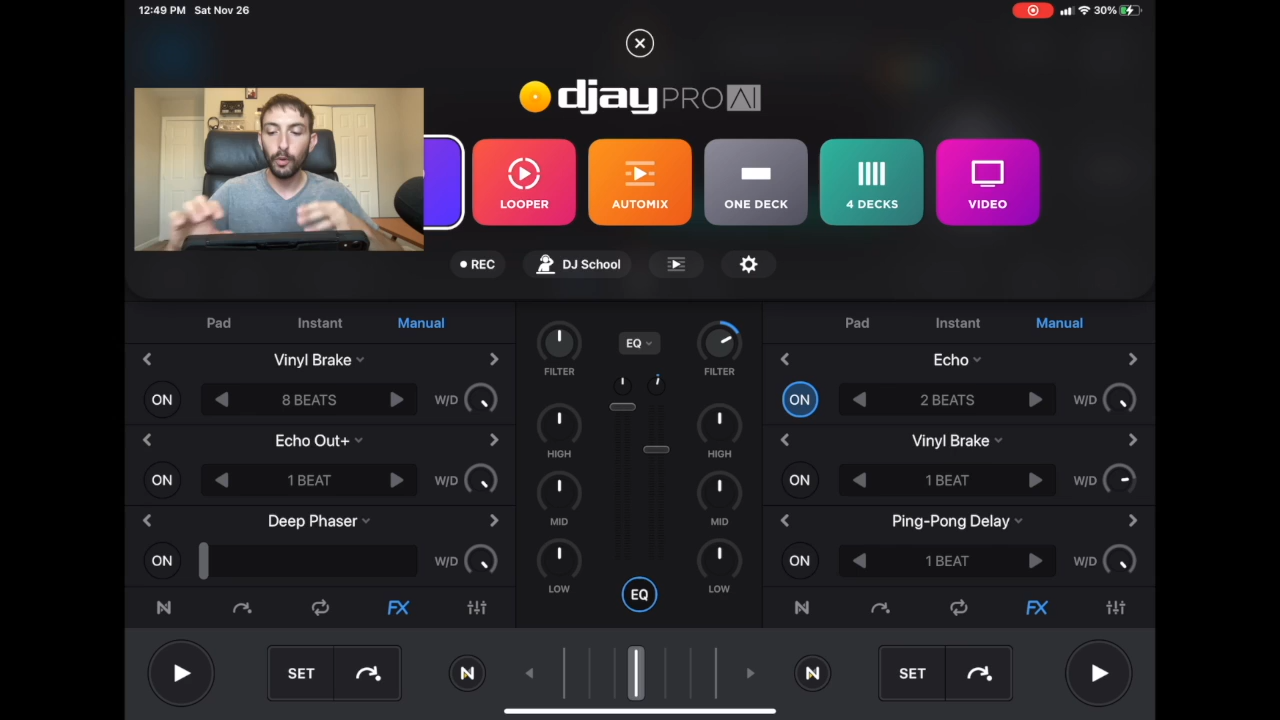 12:49 PM Sat Nov 26
30%
djay PRO AI
LOOPER
AUTOMIX
ONE DECK
4 DECKS
VIDEO
REC
DJ School
Pad Instant Manual
Vinyl Brake
ON 8 BEATS W/D
Echo Out+
ON 1 BEAT W/D
Deep Phaser
ON W/D
FX
FILTER EQ FILTER
HIGH HIGH
MID MID
LOW EQ LOW
Pad Instant Manual
Echo
ON 2 BEATS W/D
Vinyl Brake
ON 1 BEAT W/D
Ping-Pong Delay
ON 1 BEAT W/D
FX
SET
SET